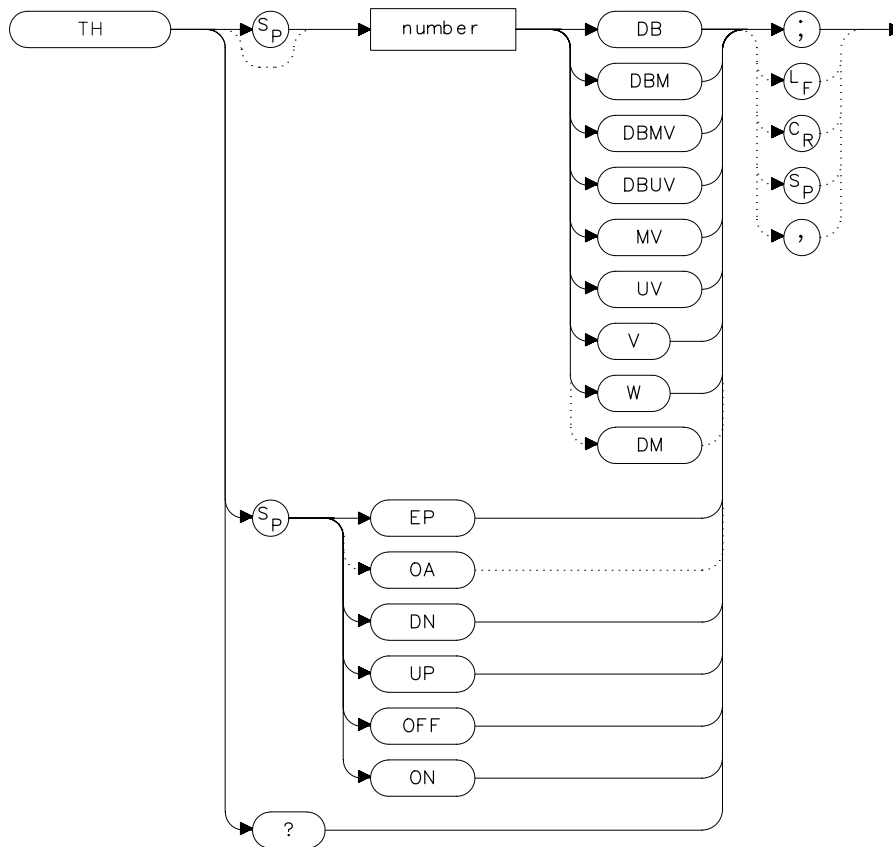 TH
SP
number
DB
;
DBM
LF
DBMV
CR
DBUV
SP
MV
,
UV
V
W
DM
SP
EP
OA
DN
UP
OFF
ON
?